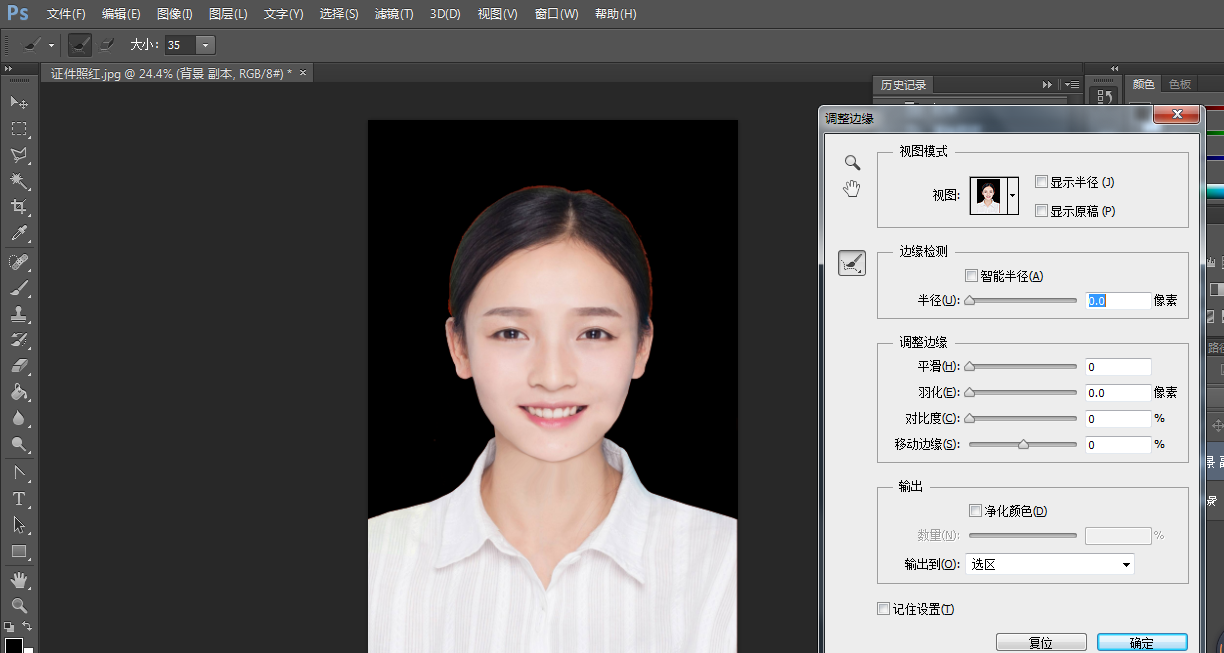 Ps 文件(F) 编辑(E) 图像(I) 图层(L) 文字(Y) 选择(S) 滤镜(T) 3D(D) 视图(V) 窗口(W) 帮助(H)
大小: 35
证件照红.jpg @ 24.4% (背景 副本, RGB/8#) * ×
历史记录
颜色 色板
调整边缘
视图模式
视图:
显示半径 (J)
显示原稿 (P)
边缘检测
智能半径(A)
半径(U): 0.0 像素
调整边缘
平滑(H): 0
羽化(E): 0.0 像素
对比度(C): 0 %
移动边缘(S): 0 %
输出
净化颜色(D)
数量(N): %
输出到(O): 选区
记住设置(T)
复位 确定